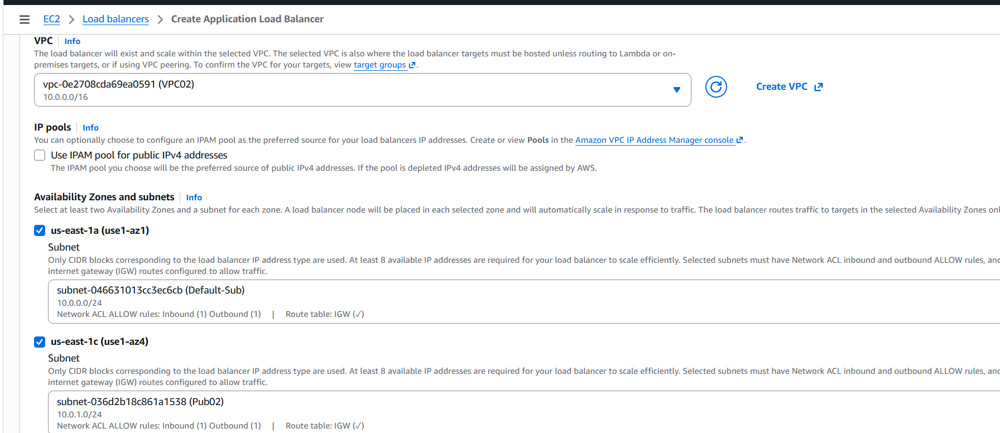 EC2 > Load balancers > Create Application Load Balancer
VPC Info
The load balancer will exist and scale within the selected VPC. The selected VPC is also where the load balancer targets must be hosted unless routing to Lambda or on-
premises targets, or if using VPC peering. To confirm the VPC for your targets, view target groups.
vpc-0e2708cda69ea0591 (VPC02)
10.0.0.0/16
Create VPC
IP pools Info
You can optionally choose to configure an IPAM pool as the preferred source for your load balancers IP addresses. Create or view Pools in the Amazon VPC IP Address Manager console.
Use IPAM pool for public IPv4 addresses
The IPAM pool you choose will be the preferred source of public IPv4 addresses. If the pool is depleted IPv4 addresses will be assigned by AWS.
Availability Zones and subnets Info
Select at least two Availability Zones and a subnet for each zone. A load balancer node will be placed in each selected zone and will automatically scale in response to traffic. The load balancer routes traffic to targets in the selected Availability Zones
us-east-1a (use1-az1)
Subnet
Only CIDR blocks corresponding to the load balancer IP address type are used. At least 8 available IP addresses are required for your load balancer to scale efficiently. Selected subnets must have Network ACL inbound and outbound ALLOW rules,
internet gateway (IGW) routes configured to allow traffic.
subnet-046631013cc3ec6cb (Default-Sub)
10.0.0.0/24
Network ACL ALLOW rules: Inbound (1) Outbound (1) | Route table: IGW (✓)
us-east-1c (use1-az4)
Subnet
Only CIDR blocks corresponding to the load balancer IP address type are used. At least 8 available IP addresses are required for your load balancer to scale efficiently. Selected subnets must have Network ACL inbound and outbound ALLOW rules,
internet gateway (IGW) routes configured to allow traffic.
subnet-036d2b18c861a1538 (Pub02)
10.0.1.0/24
Network ACL ALLOW rules: Inbound (1) Outbound (1) | Route table: IGW (✓)